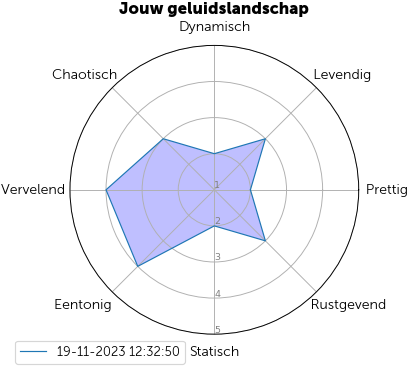 Jouw geluidslandschap
Dynamisch
Chaotisch
Levendig
Vervelend
Prettig
1
2
3
4
5
Eentonig
Rustgevend
Statisch
19-11-2023 12:32:50